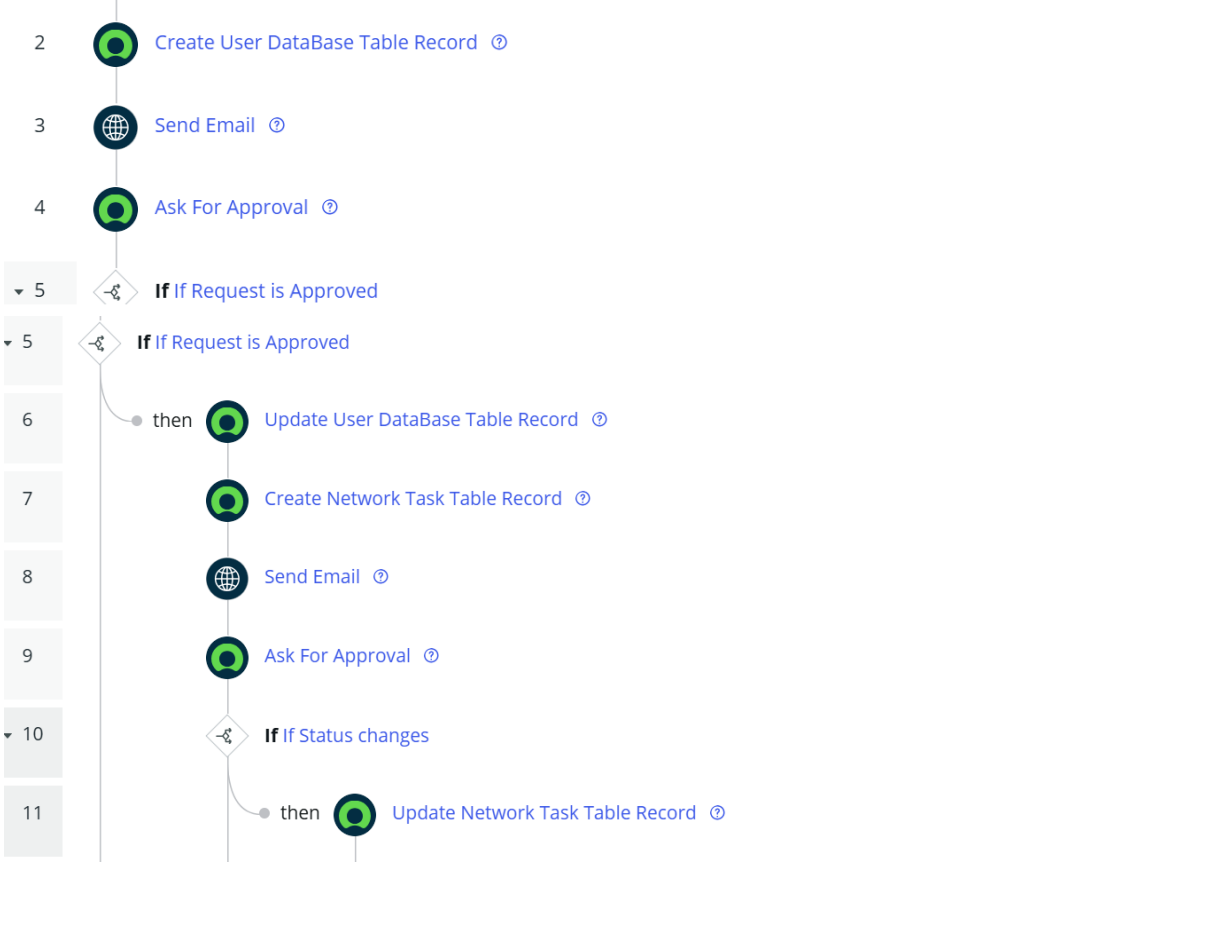 2 Create User DataBase Table Record
3 Send Email
4 Ask For Approval
5 If If Request is Approved
5 If If Request is Approved
6 then Update User DataBase Table Record
7 Create Network Task Table Record
8 Send Email
9 Ask For Approval
10 If If Status changes
11 then Update Network Task Table Record